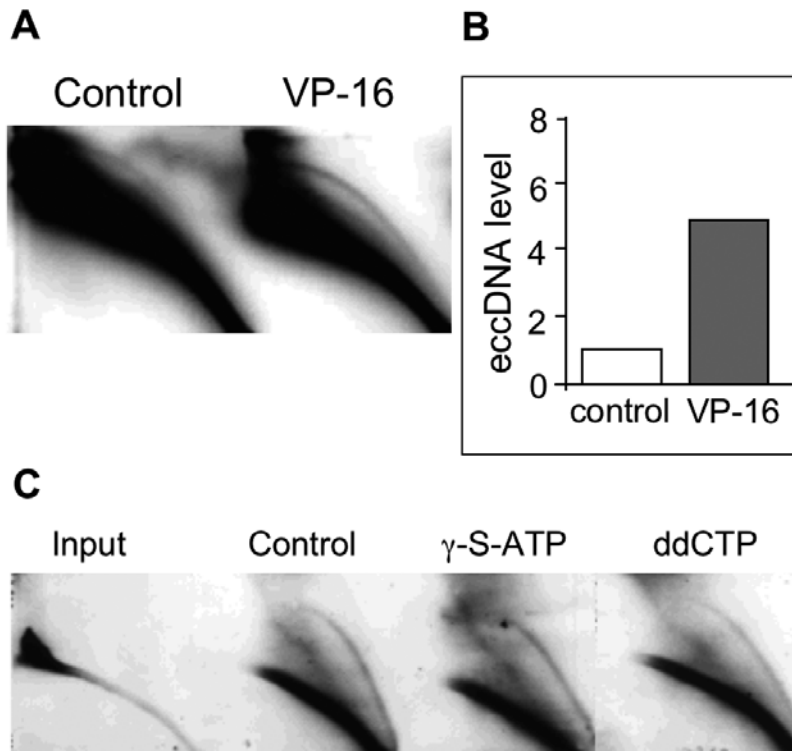 A
Control VP-16
B
eccDNA level
8
6
4
2
0
control VP-16
C
Input Control γ-S-ATP ddCTP